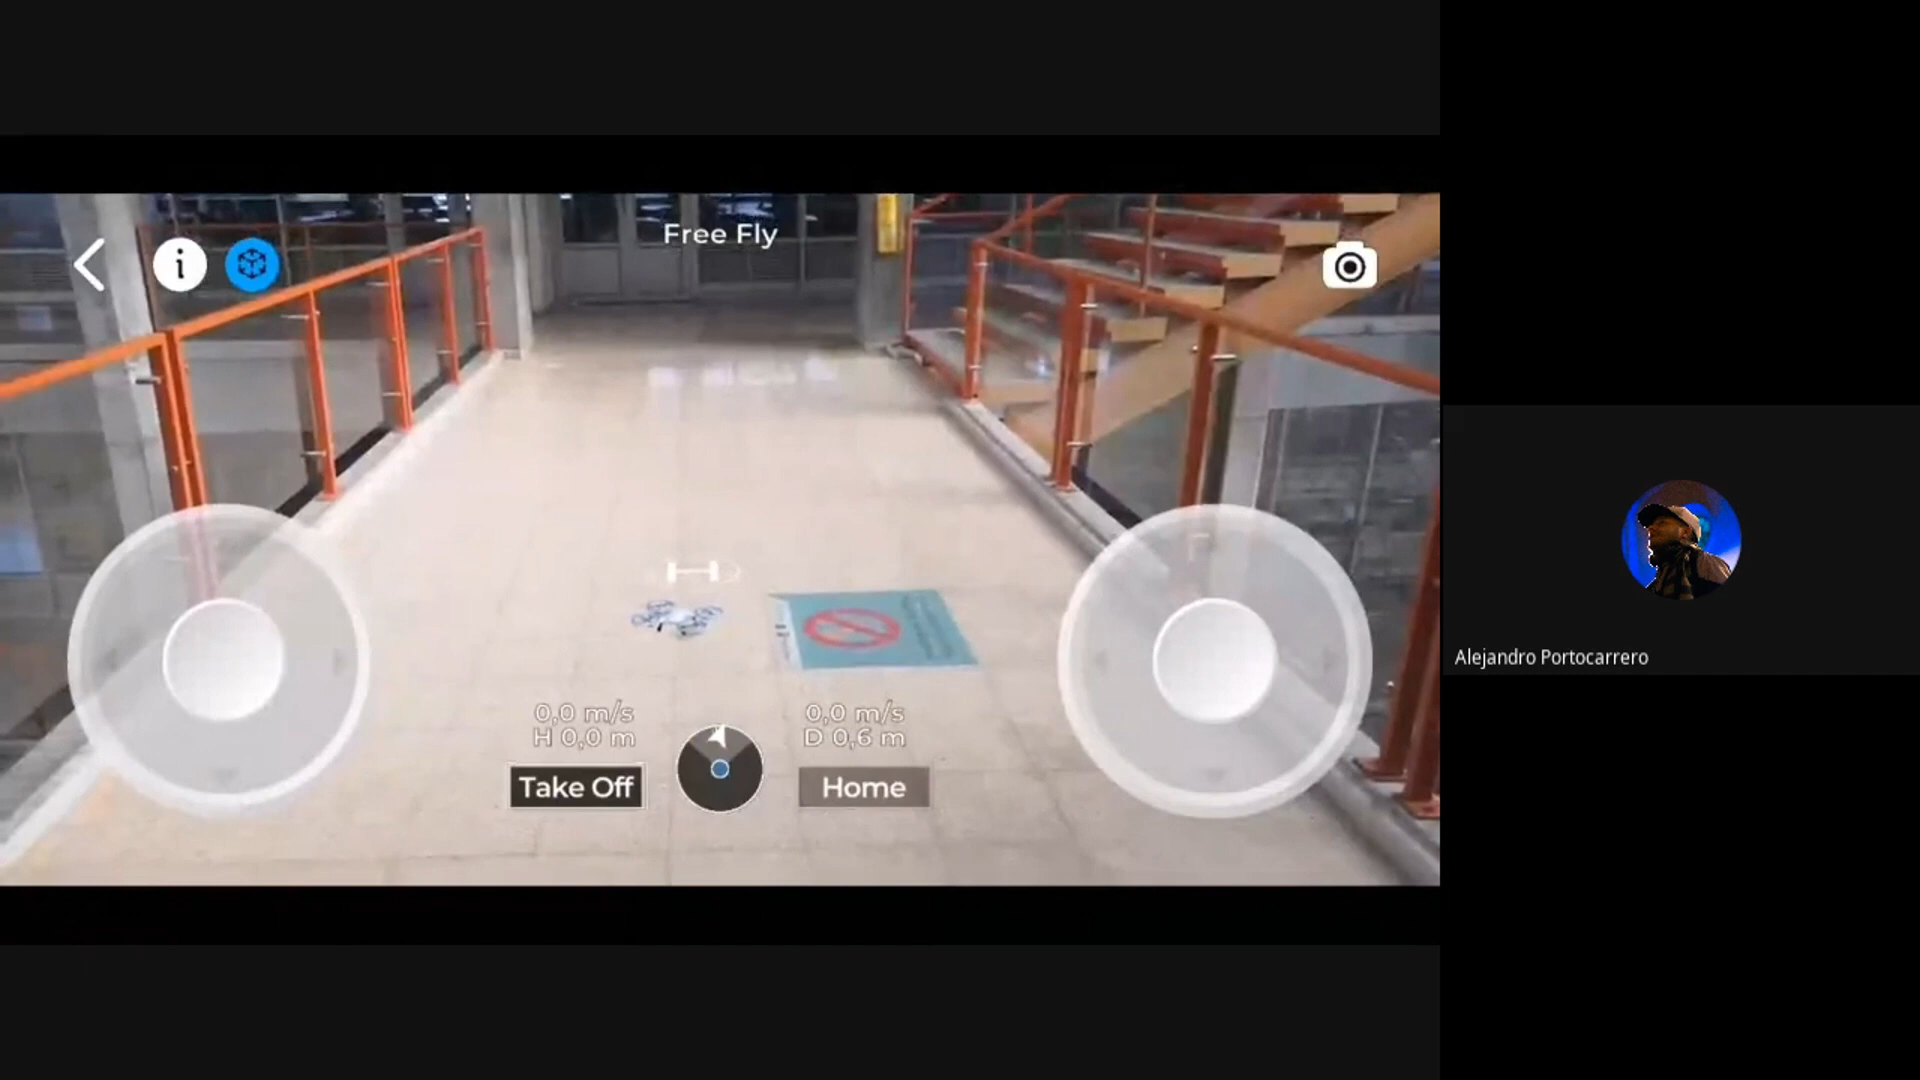 Free Fly
i
0,0 m/s
H 0,0 m
0,0 m/s
D 0,6 m
Take Off
Home
Alejandro Portocarrero